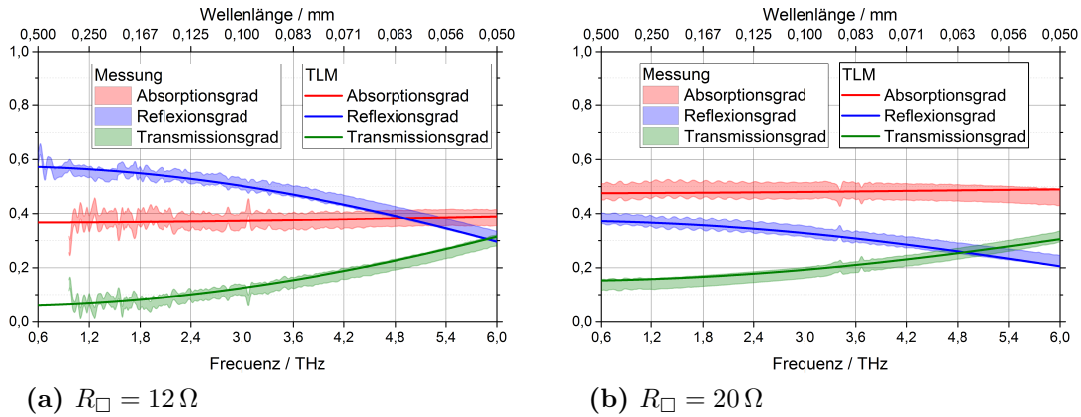 Wellenlänge / mm
0,500 0,250 0,167 0,125 0,100 0,083 0,071 0,063 0,056 0,050
1,0
0,8
0,6
0,4
0,2
0,0
Messung
Absorptionsgrad
Reflexionsgrad
Transmissionsgrad
TLM
Absorptionsgrad
Reflexionsgrad
Transmissionsgrad
0,6 1,2 1,8 2,4 3,0 3,6 4,2 4,8 5,4 6,0
Frecuenz / THz
(a) R□ = 12 Ω
Wellenlänge / mm
0,500 0,250 0,167 0,125 0,100 0,083 0,071 0,063 0,056 0,050
1,0
0,8
0,6
0,4
0,2
0,0
Messung
Absorptionsgrad
Reflexionsgrad
Transmissionsgrad
TLM
Absorptionsgrad
Reflexionsgrad
Transmissionsgrad
0,6 1,2 1,8 2,4 3,0 3,6 4,2 4,8 5,4 6,0
Frecuenz / THz
(b) R□ = 20 Ω